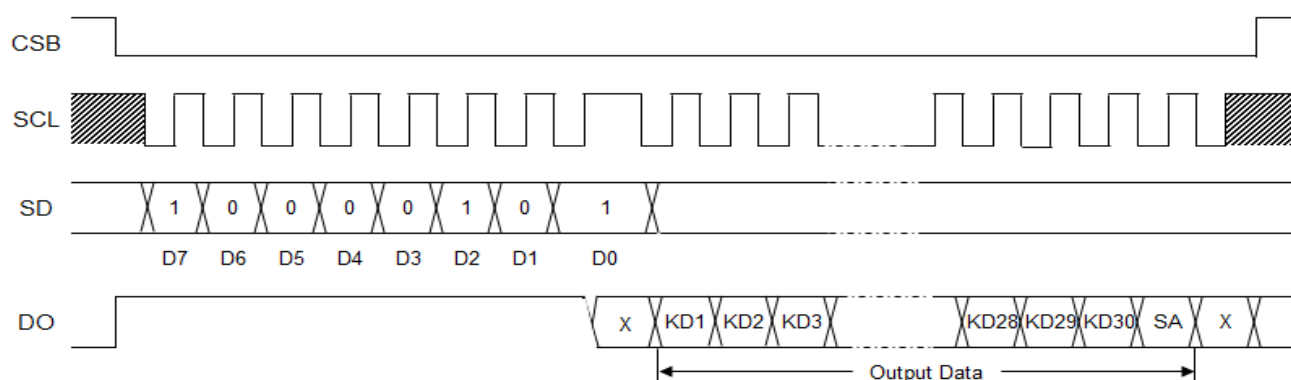 CSB
SCL
SD 1 0 0 0 0 1 0 1
D7 D6 D5 D4 D3 D2 D1 D0
DO X KD1 KD2 KD3 KD28 KD29 KD30 SA X
Output Data